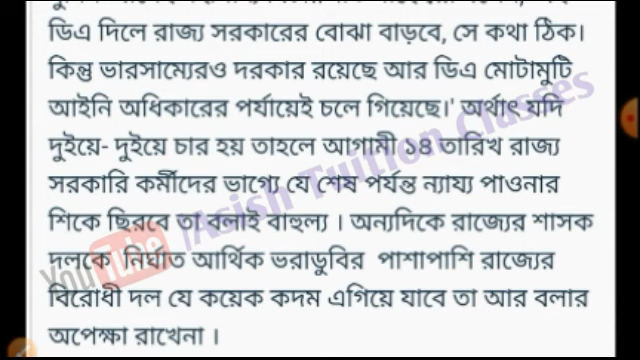 ডিএ দিলে রাজ্য সরকারের বোঝা বাড়বে, সে কথা ঠিক।
কিন্তু ভারসাম্যেরও দরকার রয়েছে আর ডিএ মোটামুটি
আইনি অধিকারের পর্যায়েই চলে গিয়েছে।' অর্থাৎ যদি
দুইয়ে- দুইয়ে চার হয় তাহলে আগামী ১৪ তারিখ রাজ্য
সরকারি কর্মীদের ভাগ্যে যে শেষ পর্যন্ত ন্যায্য পাওনার
শিকে ছিরবে তা বলাই বাহুল্য । অন্যদিকে রাজ্যের শাসক
দলকে নির্ঘাত আর্থিক ভরাডুবির পাশাপাশি রাজ্যের
বিরোধী দল যে কয়েক কদম এগিয়ে যাবে তা আর বলার
অপেক্ষা রাখেনা ।
YouTube/Asish Tuition Classes